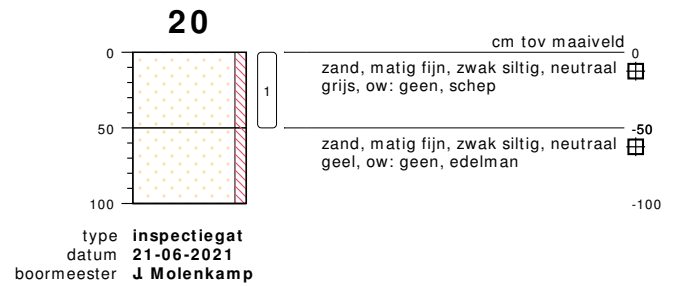 20
cm tov maaiveld
0
0
zand, matig fijn, zwak siltig, neutraal
grijs, ow: geen, schep
1
50
-50
zand, matig fijn, zwak siltig, neutraal
geel, ow: geen, edelman
100
-100
type inspectiegat
datum 21-06-2021
boormeester J. Molenkamp